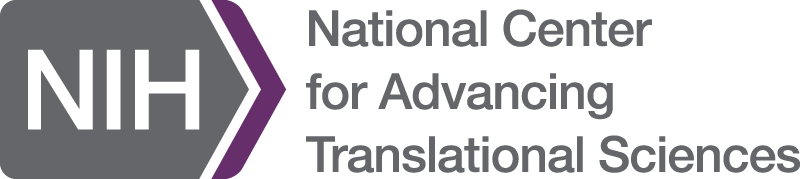 NIH
National Center
for Advancing
Translational Sciences